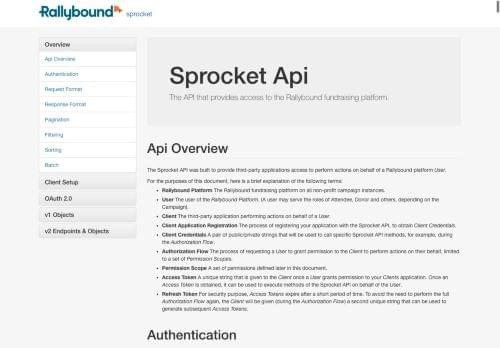 Rallybound sprocket
Overview
Api Overview
Authentication
Request Format
Response Format
Pagination
Filtering
Sorting
Batch
Client Setup
OAuth 2.0
v1 Objects
v2 Endpoints & Objects
Sprocket Api
The API that provides access to the Rallybound fundraising platform.
Api Overview
The Sprocket API was built to provide third-party applications access to perform actions on behalf of a Rallybound platform User.
For the purposes of this document, here is a brief explanation of the following terms:
• Rallybound Platform The Rallybound fundraising platform on all non-profit campaign instances.
• User The user of the Rallybound Platform. (A user may serve the roles of Attendee, Donor and others, depending on the
Campaign).
• Client The third-party application performing actions on behalf of a User.
• Client Application Registration The process of registering your application with the Sprocket API, to obtain Client Credentials.
• Client Credentials A pair of public/private strings that will be used to call specific Sprocket API methods, for example, during
the Authorization Flow.
• Authorization Flow The process of requesting a User to grant permission to the Client to perform actions on their behalf, limited
to a set of Permission Scopes.
• Permission Scope A set of permissions defined later in this document.
• Access Token A unique string that is given to the Client once a User grants permission to your Clients application. Once an
Access Token is obtained, it can be used to execute methods of the Sprocket API on behalf of the User.
• Refresh Token For security purpose, Access Tokens expire after a short period of time. To avoid the need to perform the full
Authorization Flow again, the Client will be given (during the Authorization Flow) a second unique string that can be used to
generate subsequent Access Tokens.
Authentication